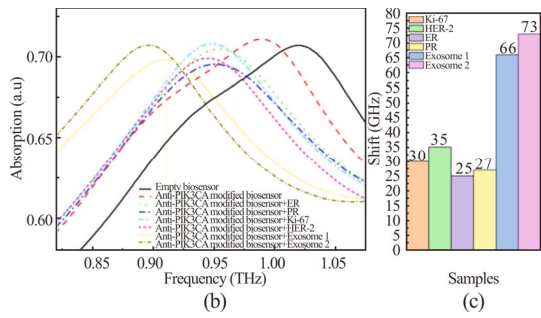 Absorption (a.u)
0.70
0.65
0.60
Empty biosensor
Anti-PIK3CA modified biosensor
Anti-PIK3CA modified biosensor+ER
Anti-PIK3CA modified biosensor+PR
Anti-PIK3CA modified biosensor+Ki-67
Anti-PIK3CA modified biosensor+HER-2
Anti-PIK3CA modified biosensor+Exosome 1
Anti-PIK3CA modified biosensor+Exosome 2
0.85 0.90 0.95 1.00 1.05
Frequency (THz)
(b)
Shift (GHz)
80
75
70
65
60
55
50
45
40
35
30
25
20
15
10
5
0
Ki-67
HER-2
ER
PR
Exosome 1
Exosome 2
30 35 25 27 66 73
Samples
(c)